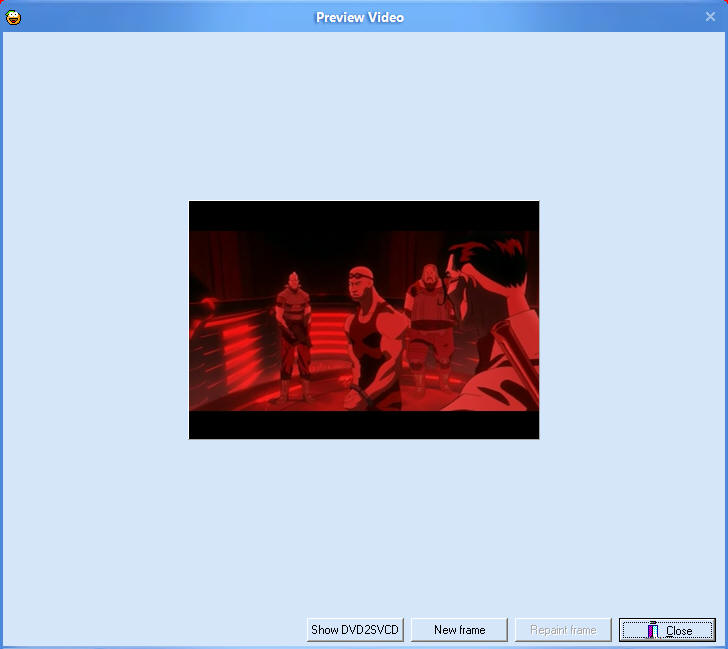 Preview Video
Show DVD2SVCD
New frame
Repaint frame
Close